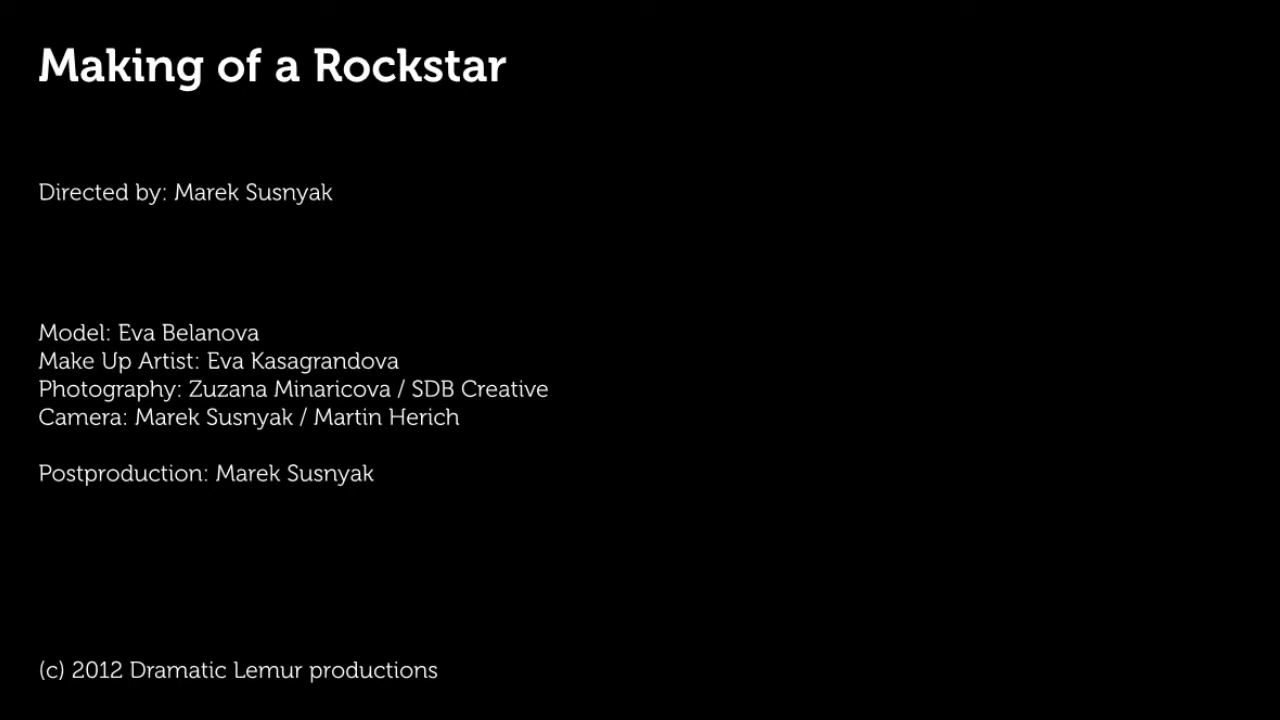 Making of a Rockstar
Directed by: Marek Susnyak
Model: Eva Belanova
Make Up Artist: Eva Kasagrandova
Photography: Zuzana Minaricova / SDB Creative
Camera: Marek Susnyak / Martin Herich
Postproduction: Marek Susnyak
(c) 2012 Dramatic Lemur productions